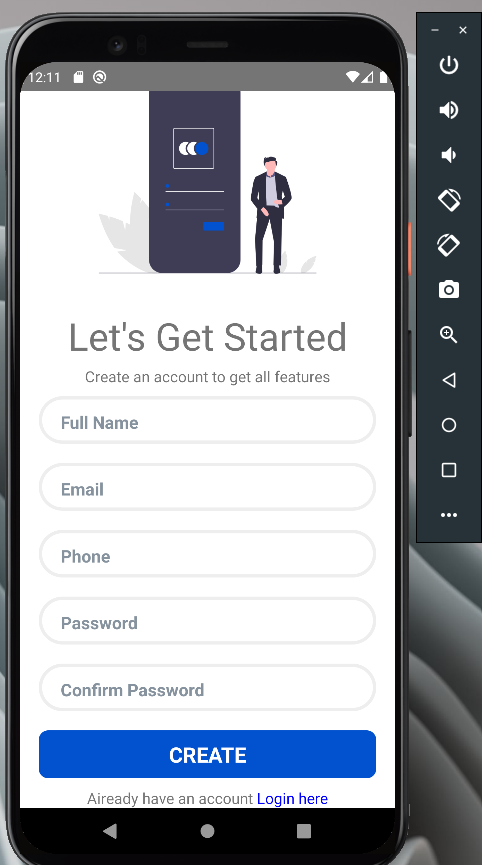 12:11
Let's Get Started
Create an account to get all features
Full Name
Email
Phone
Password
Confirm Password
CREATE
Airready have an account Login here